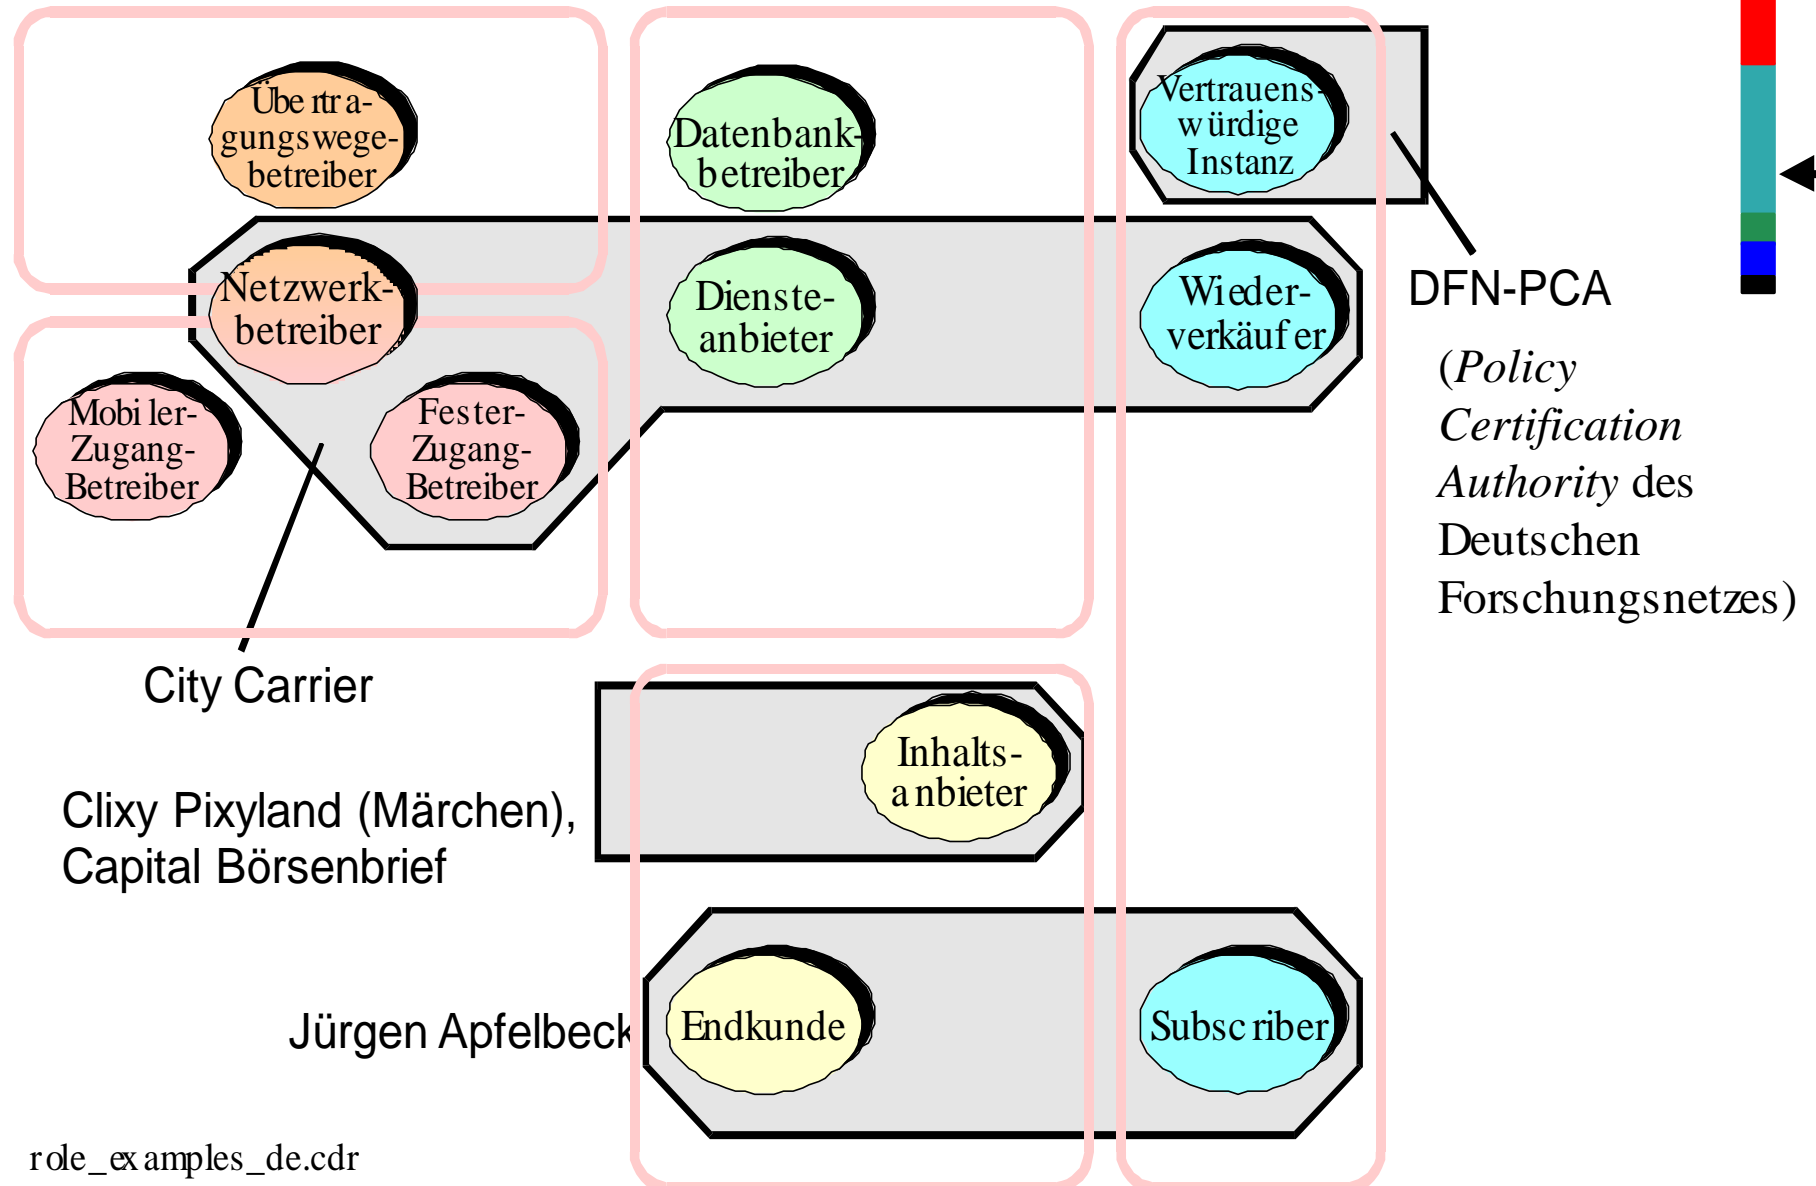 Übertra-
gungswege-
betreiber
Datenbank-
betreiber
Vertrauens-
würdige
Instanz
Netzwerk-
betreiber
Dienste-
anbieter
Wieder-
verkäufer
DFN-PCA
(Policy
Certification
Authority des
Deutschen
Forschungsnetzes)
Mobiler-
Zugang-
Betreiber
Fester-
Zugang-
Betreiber
City Carrier
Inhalts-
anbieter
Clixy Pixyland (Märchen),
Capital Börsenbrief
Jürgen Apfelbeck
Endkunde
Subscriber
role_examples_de.cdr